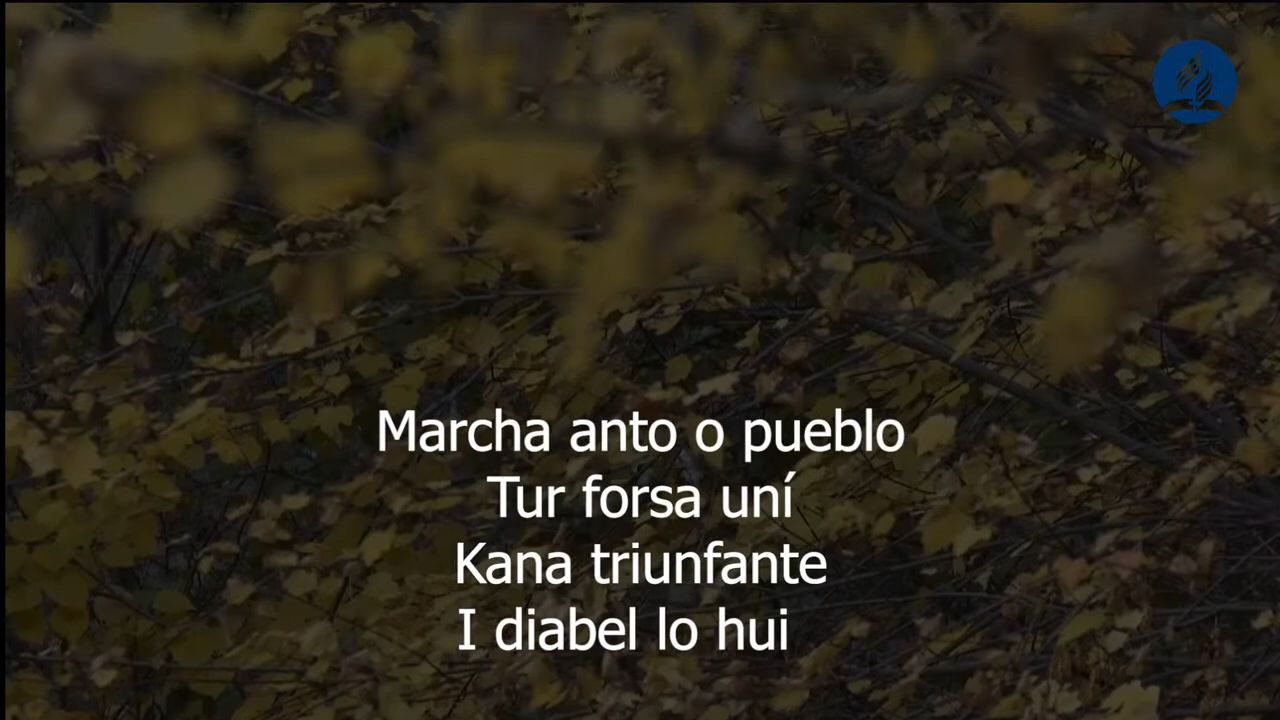 Marcha anto o pueblo
Tur forsa uní
Kana triunfante
I diabel lo hui